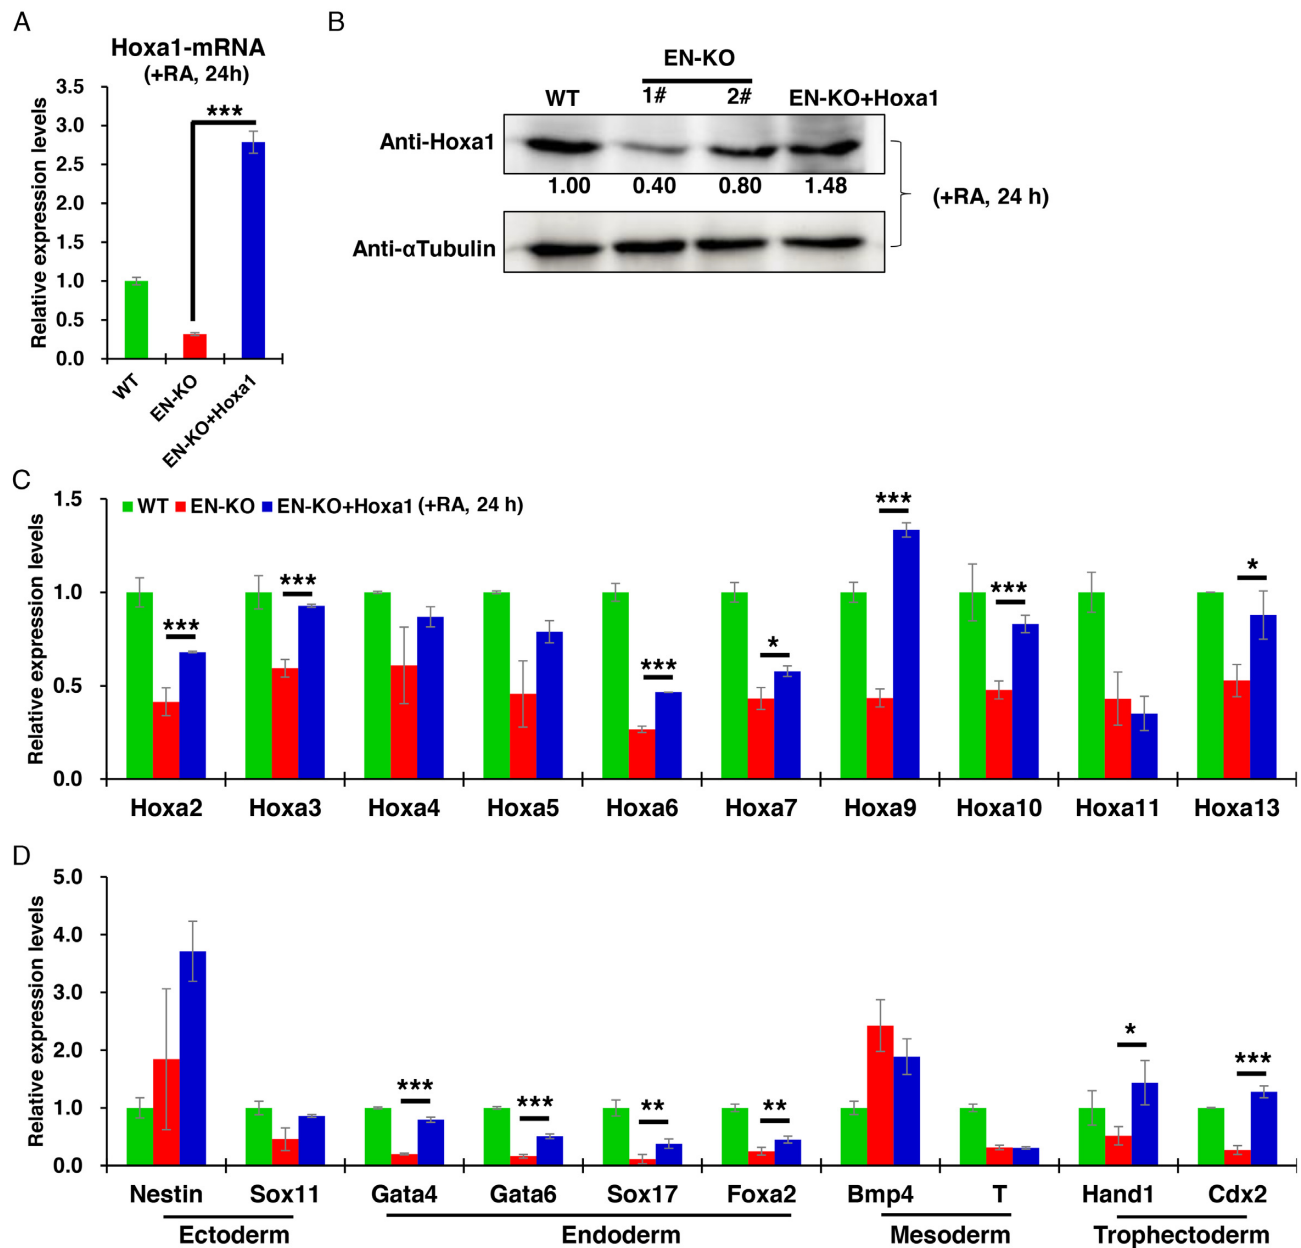 A
Hoxa1-mRNA
(+RA, 24h)
Relative expression levels
3.5
3.0
2.5
2.0
1.5
1.0
0.5
0.0
***
WT
EN-KO
EN-KO+Hoxa1
B
EN-KO
WT 1# 2# EN-KO+Hoxa1
Anti-Hoxa1
1.00 0.40 0.80 1.48
(+RA, 24 h)
Anti-αTubulin
C
Relative expression levels
1.5
1.0
0.5
0.0
WT EN-KO EN-KO+Hoxa1 (+RA, 24 h)
*** *** *** * *** *** *
Hoxa2 Hoxa3 Hoxa4 Hoxa5 Hoxa6 Hoxa7 Hoxa9 Hoxa10 Hoxa11 Hoxa13
D
Relative expression levels
5.0
4.0
3.0
2.0
1.0
0.0
*** *** ** ** * ***
Nestin Sox11 Gata4 Gata6 Sox17 Foxa2 Bmp4 T Hand1 Cdx2
Ectoderm Endoderm Mesoderm Trophectoderm